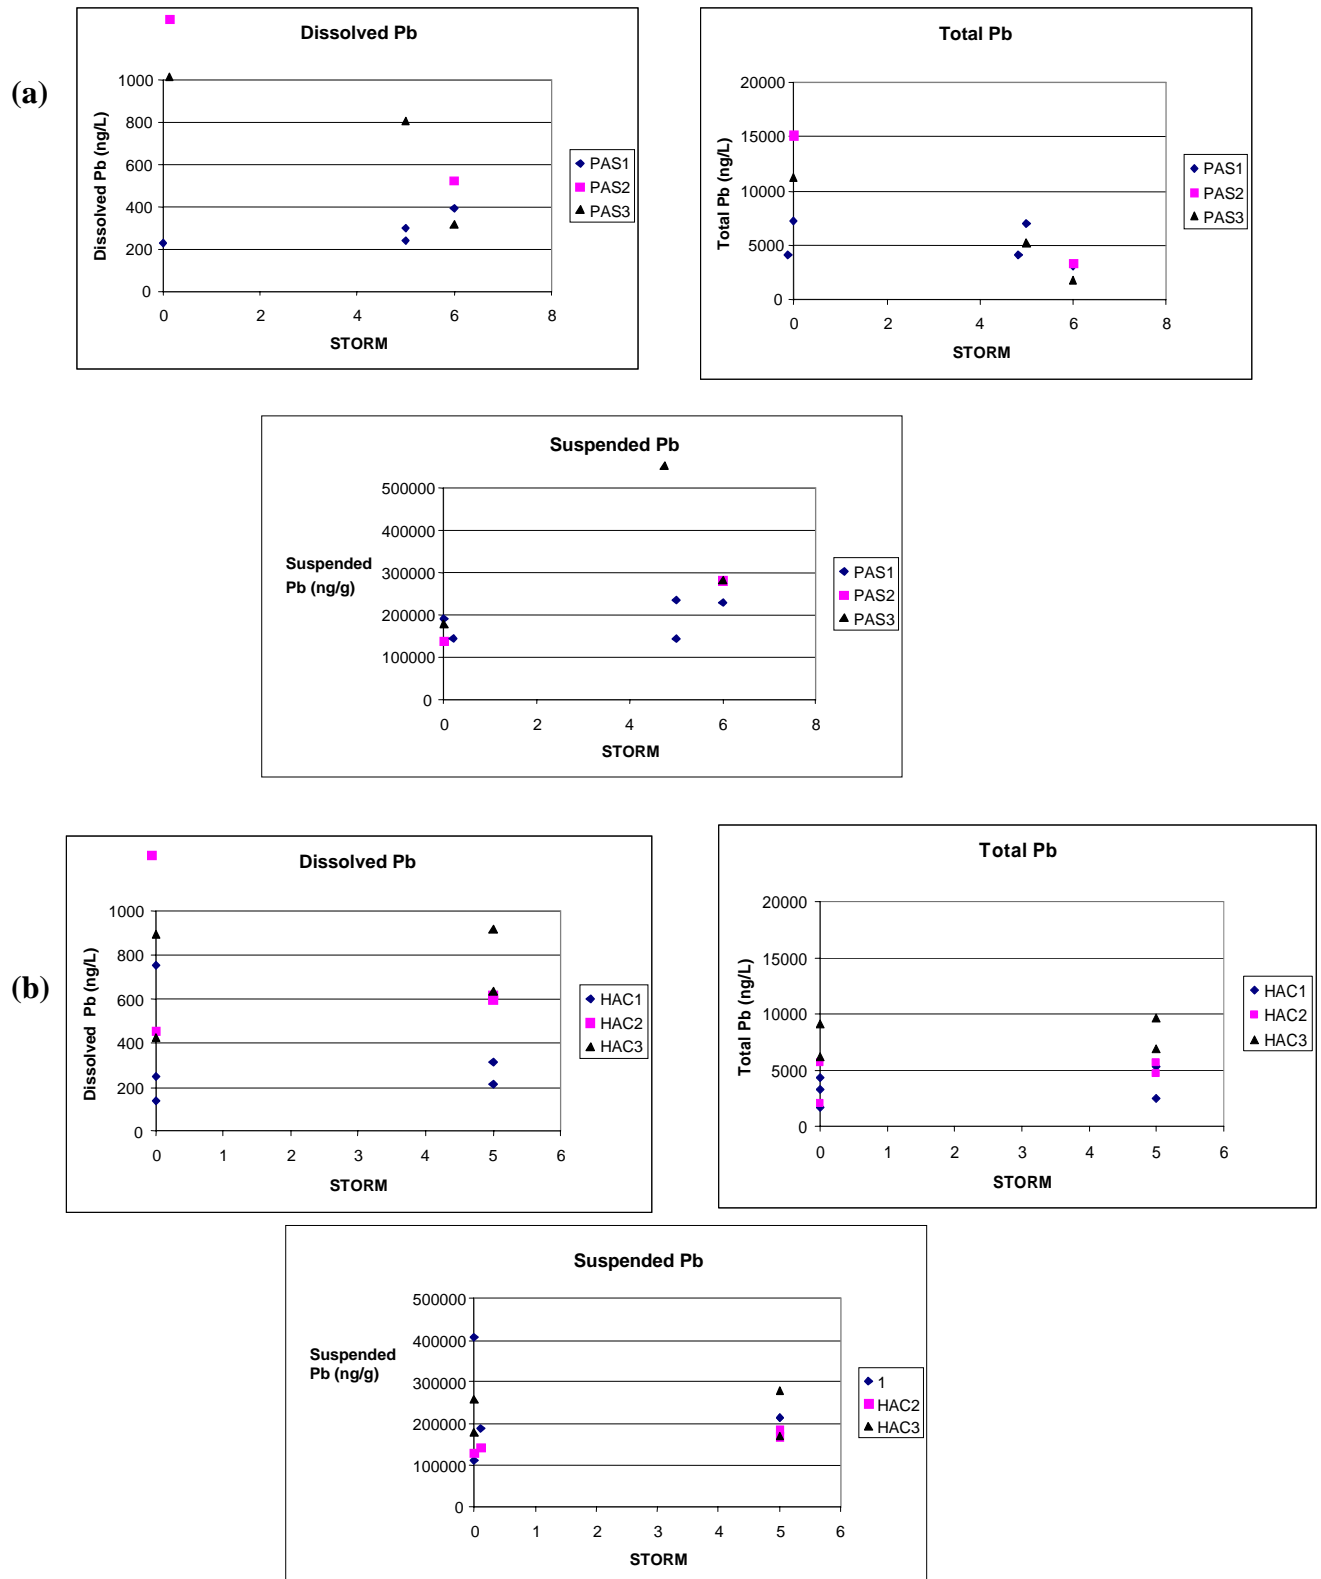 (a)
Dissolved Pb
Dissolved Pb (ng/L)
1000
800
600
400
200
0
0 2 4 6 8
STORM
PAS1
PAS2
PAS3
Total Pb
Total Pb (ng/L)
20000
15000
10000
5000
0
0 2 4 6 8
STORM
PAS1
PAS2
PAS3
Suspended Pb
Suspended
Pb (ng/g)
500000
400000
300000
200000
100000
0
0 2 4 6 8
STORM
PAS1
PAS2
PAS3
(b)
Dissolved Pb
Dissolved Pb (ng/L)
1000
800
600
400
200
0
0 1 2 3 4 5 6
STORM
HAC1
HAC2
HAC3
Total Pb
Total Pb (ng/L)
20000
15000
10000
5000
0
0 1 2 3 4 5 6
STORM
HAC1
HAC2
HAC3
Suspended Pb
Suspended
Pb (ng/g)
500000
400000
300000
200000
100000
0
0 1 2 3 4 5 6
STORM
1
HAC2
HAC3